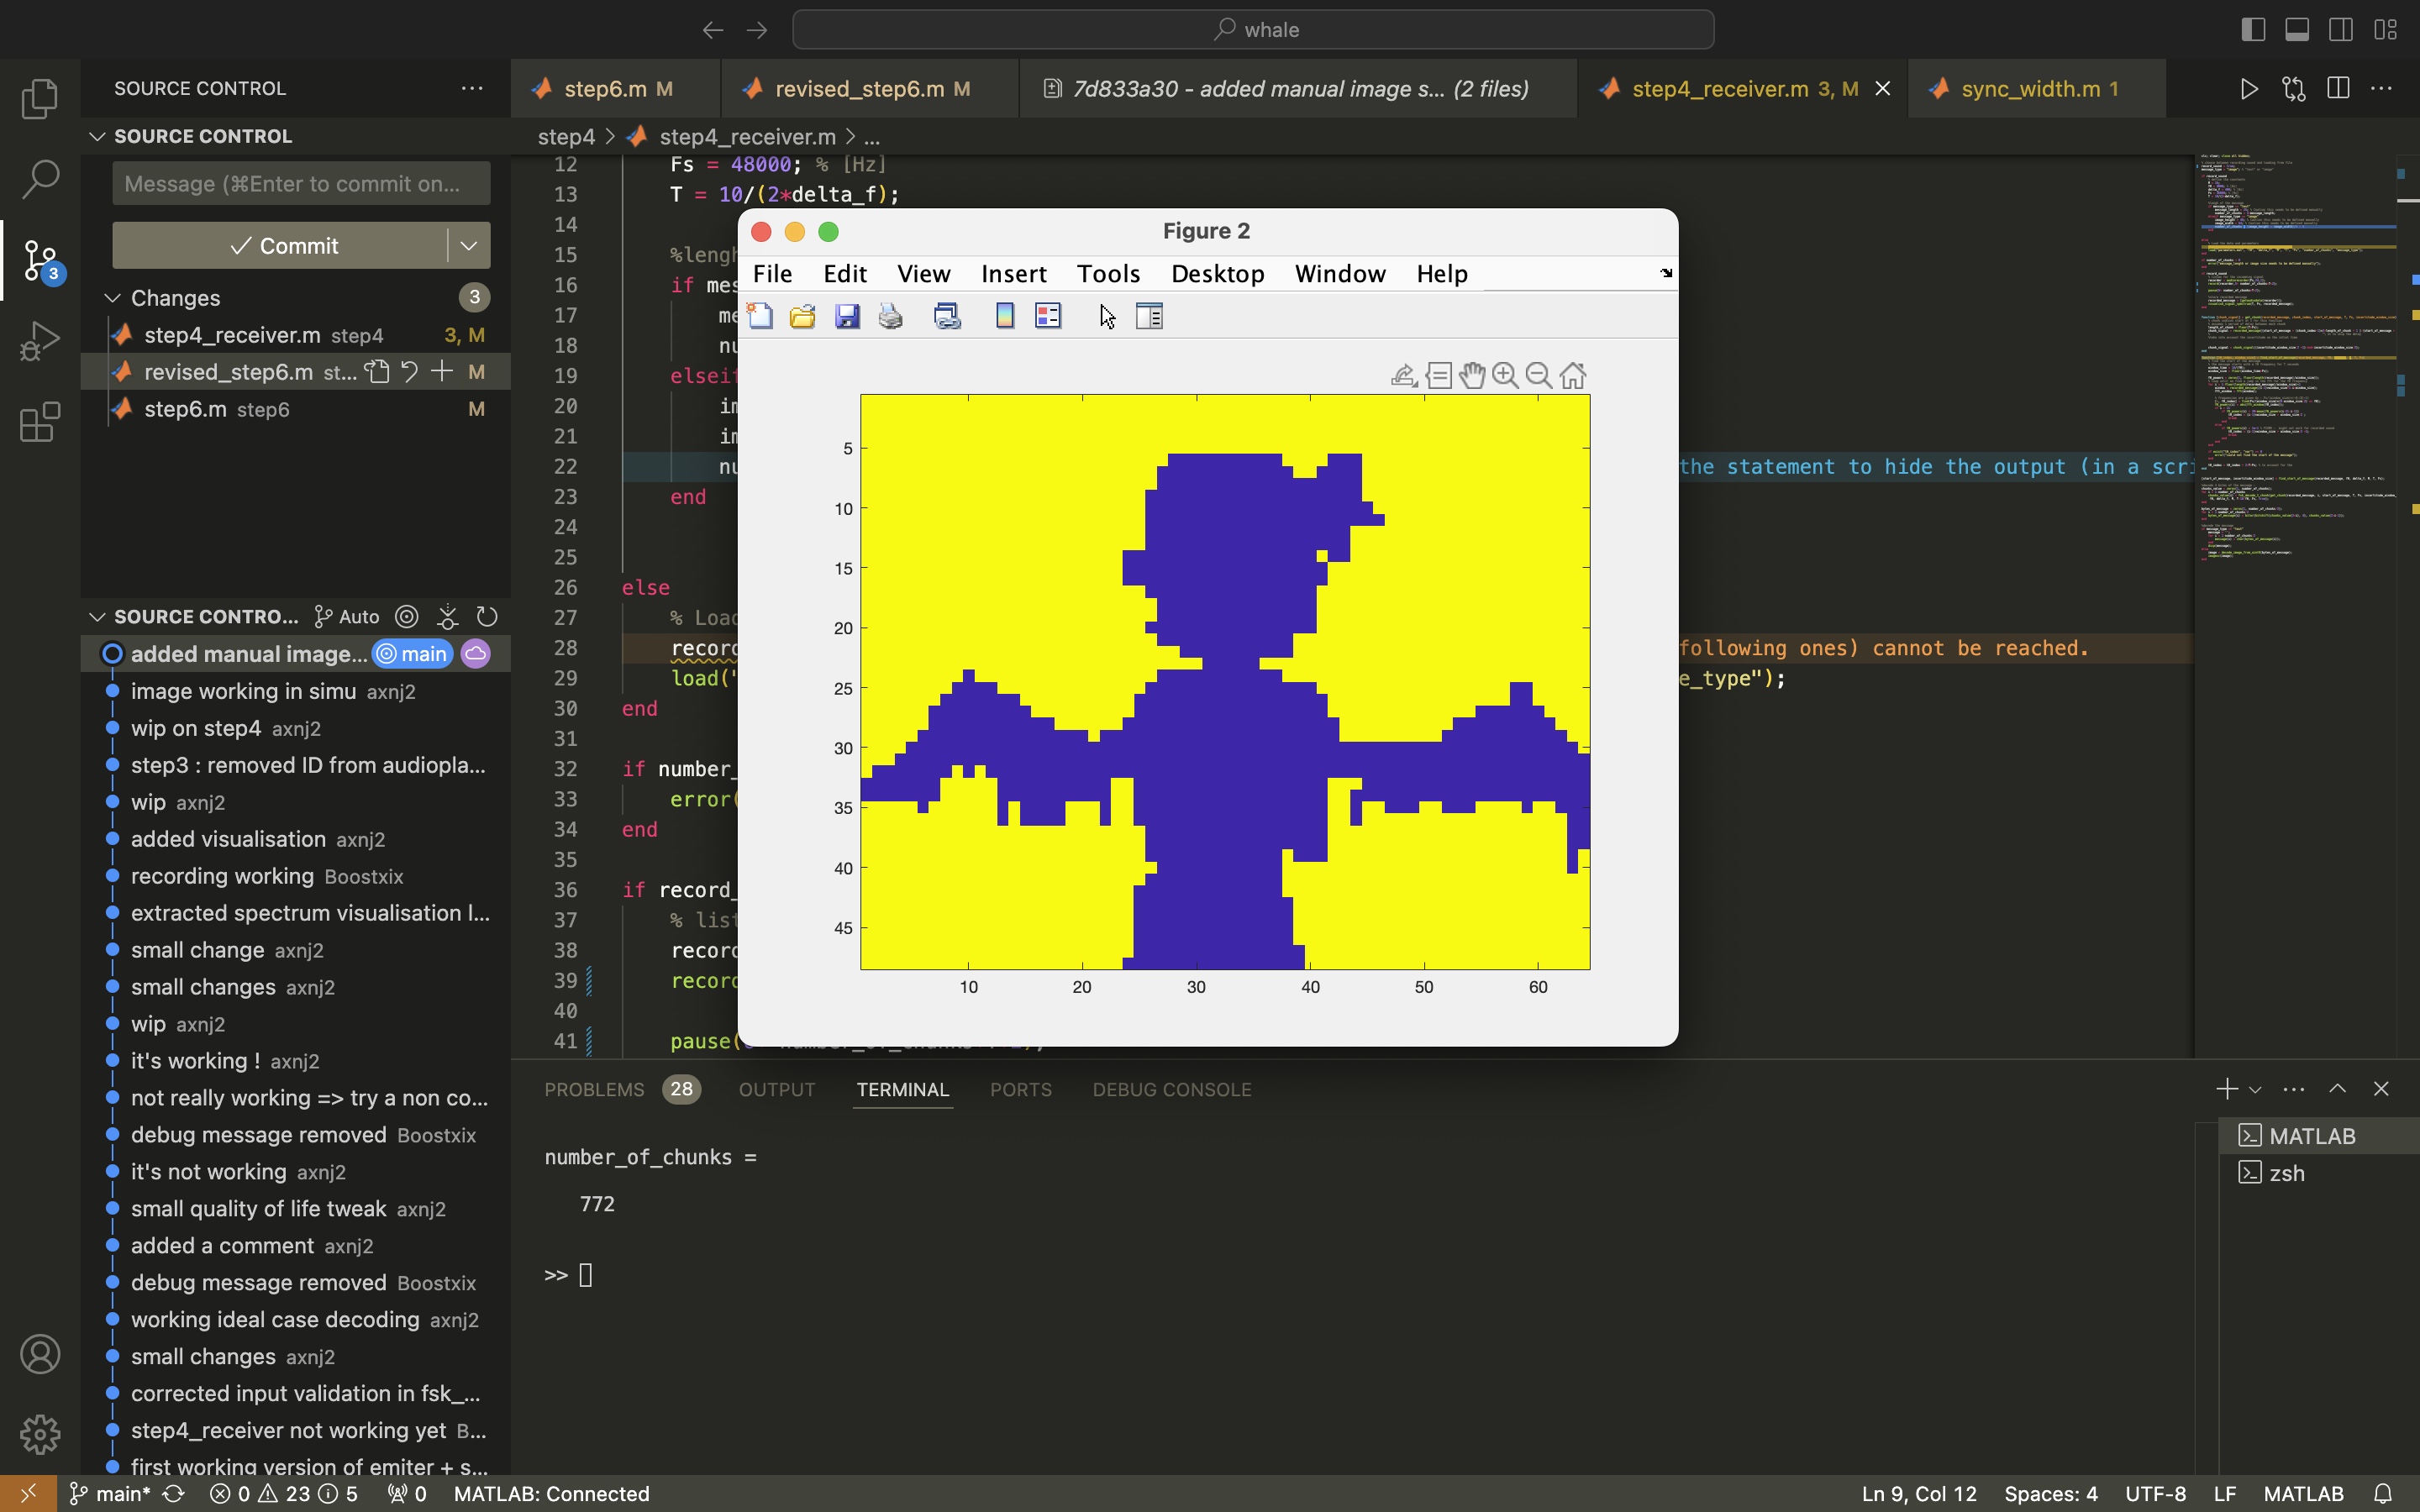 whale
SOURCE CONTROL
SOURCE CONTROL
Message (⌘Enter to commit on...
Commit
Changes 3
step4_receiver.m step4 3, M
revised_step6.m st... M
step6.m step6 M
SOURCE CONTRO... Auto
added manual image... main
image working in simu axnj2
wip on step4 axnj2
step3 : removed ID from audiopla...
wip axnj2
added visualisation axnj2
recording working Boostxix
extracted spectrum visualisation l...
small change axnj2
small changes axnj2
wip axnj2
it's working ! axnj2
not really working => try a non co...
debug message removed Boostxix
it's not working axnj2
small quality of life tweak axnj2
added a comment axnj2
debug message removed Boostxix
working ideal case decoding axnj2
small changes axnj2
corrected input validation in fsk_...
step4_receiver not working yet B...
first working version of emiter + s...
step6.m M
revised_step6.m M
7d833a30 - added manual image s... (2 files)
step4_receiver.m 3, M
sync_width.m 1
step4 > step4_receiver.m > ...
12 Fs = 48000; % [Hz]
13 T = 10/(2*delta_f);
14
15 %lengh
16 if mes
17 me
18 nu
19 elseif
20 im
21 im
22 nu the statement to hide the output (in a scri
23 end
24
25
26 else
27 % Load
28 record following ones) cannot be reached.
29 load(" e_type");
30 end
31
32 if number_
33 error(
34 end
35
36 if record_
37 % list
38 record
39 record
40
41 pause(
Figure 2
File Edit View Insert Tools Desktop Window Help
5
10
15
20
25
30
35
40
45
10 20 30 40 50 60
PROBLEMS 28 OUTPUT TERMINAL PORTS DEBUG CONSOLE
number_of_chunks =
772
>>
MATLAB
zsh
3
main* 0 23 5 0 MATLAB: Connected
Ln 9, Col 12 Spaces: 4 UTF-8 LF MATLAB